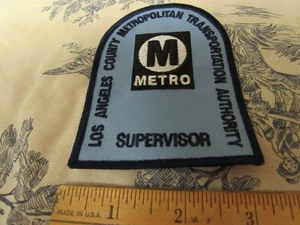 LOS ANGELES COUNTY METROPOLITAN TRANSPORTATION AUTHORITY
M
METRO
SUPERVISOR
1 2 3
MADE IN U.S.A.